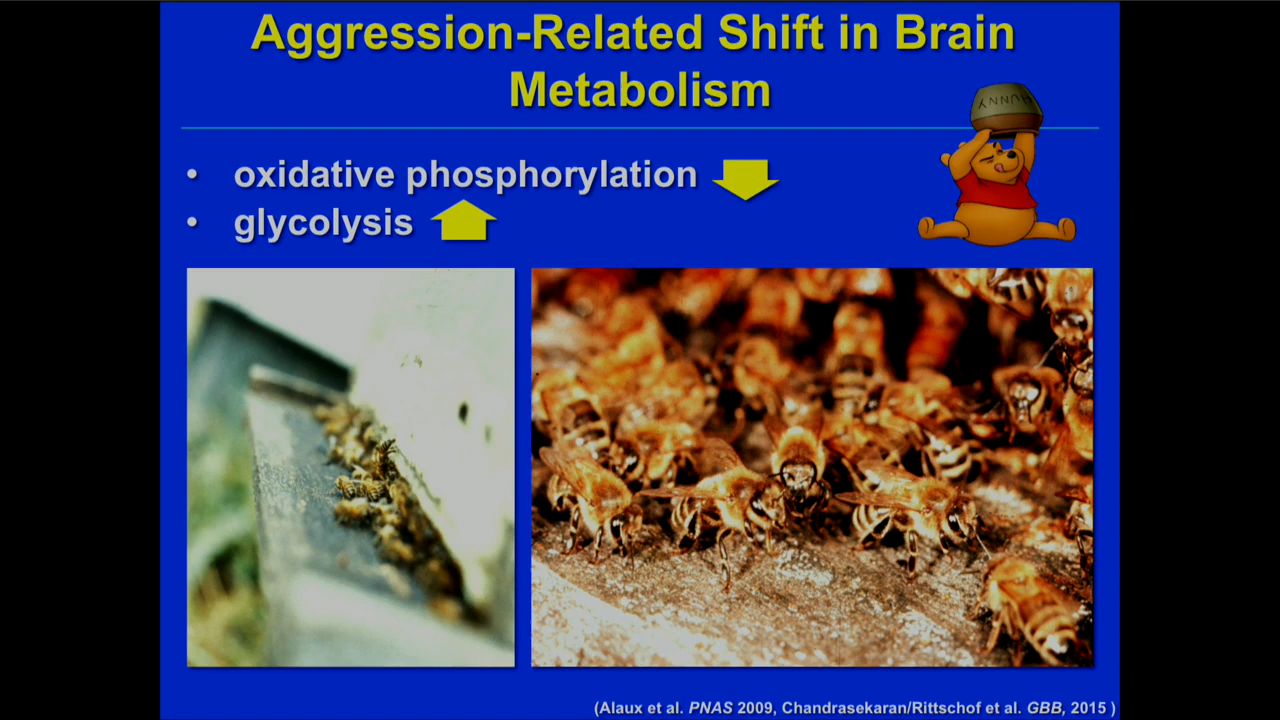 Aggression-Related Shift in Brain
Metabolism
HUNNY
• oxidative phosphorylation
• glycolysis
(Alaux et al. PNAS 2009, Chandrasekaran/Rittschof et al. GBB, 2015 )